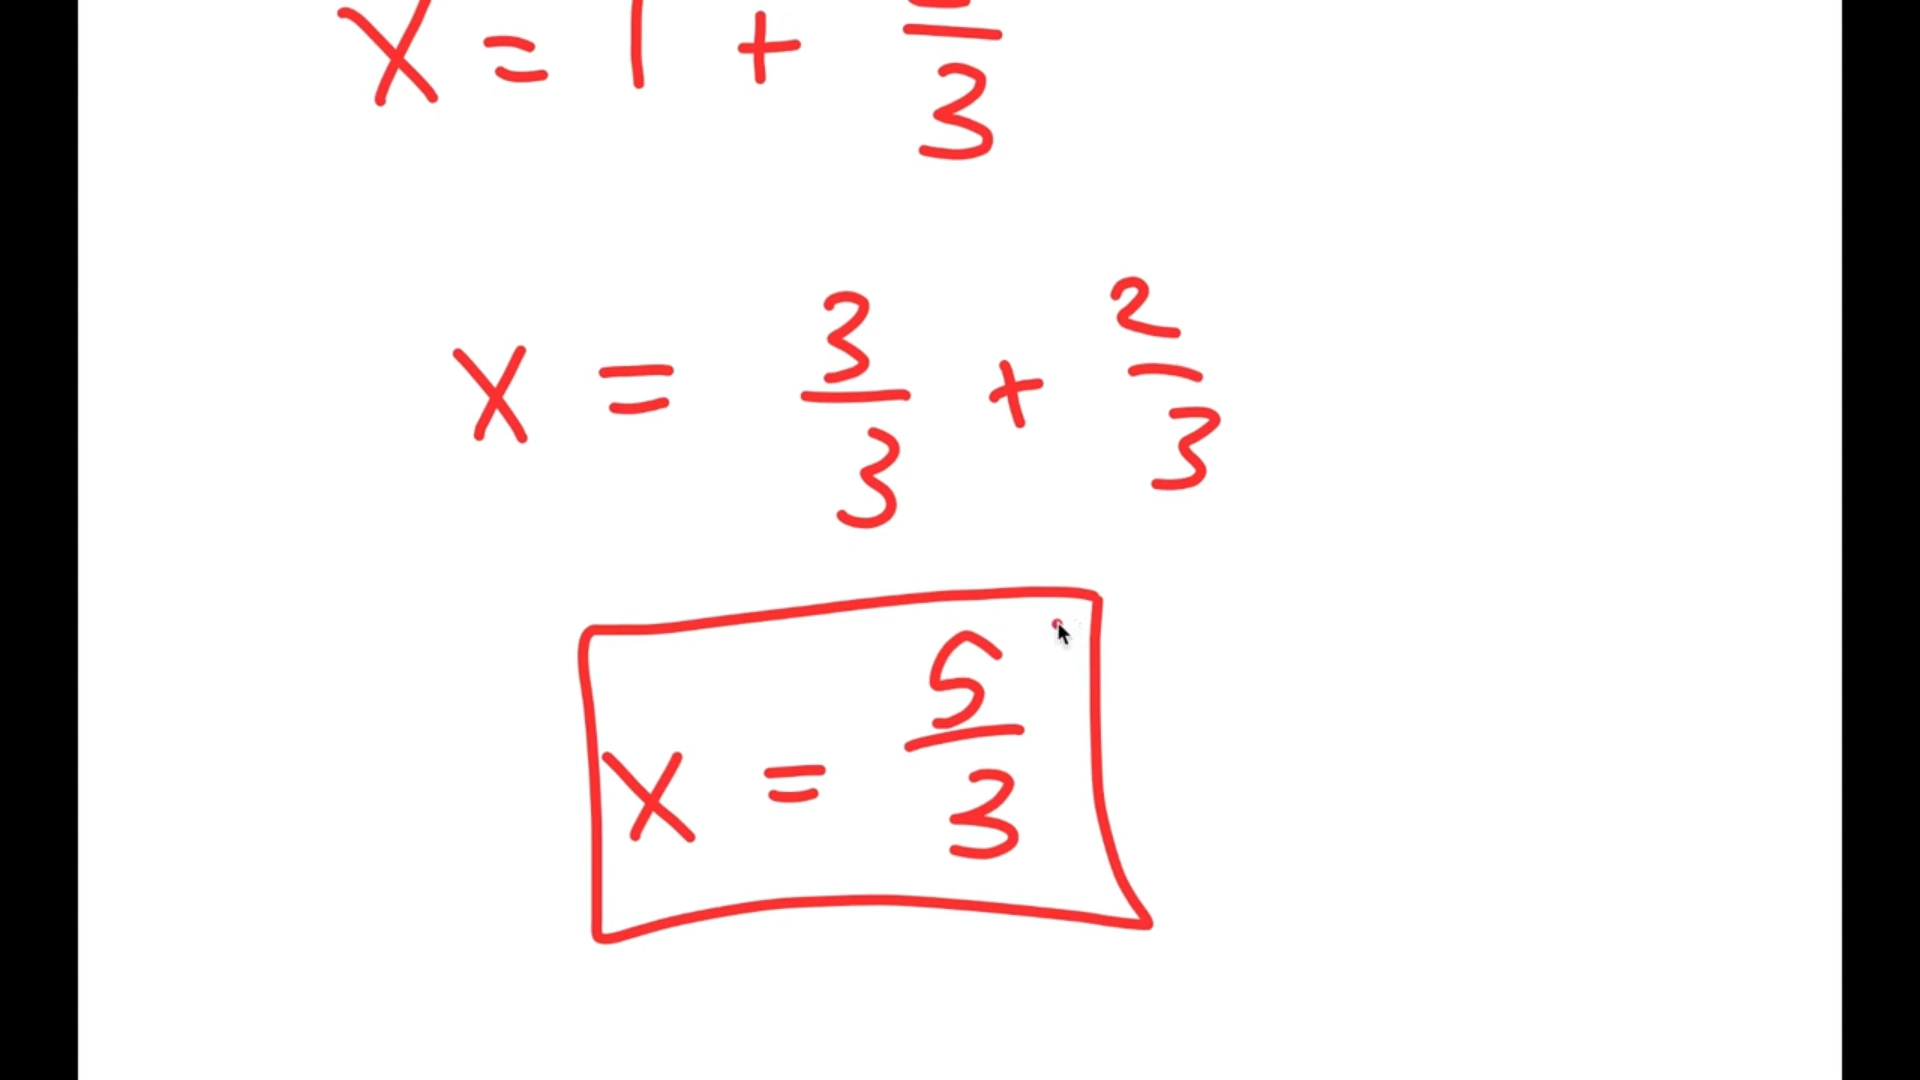 X = 1 + /3
X = 3/3 + 2/3
X = 5/3